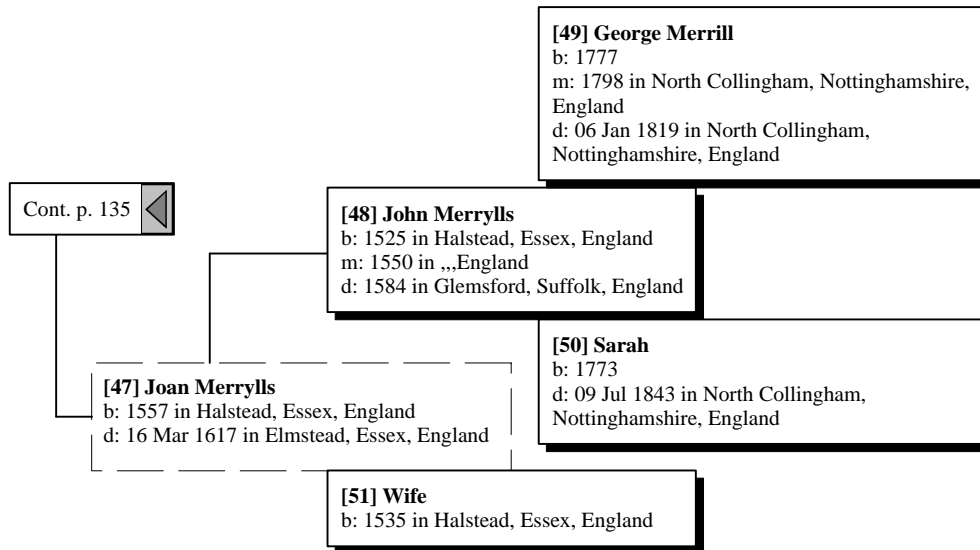 [49] George Merrill
b: 1777
m: 1798 in North Collingham, Nottinghamshire,
England
d: 06 Jan 1819 in North Collingham,
Nottinghamshire, England
Cont. p. 135
[48] John Merrylls
b: 1525 in Halstead, Essex, England
m: 1550 in ,,,England
d: 1584 in Glemsford, Suffolk, England
[50] Sarah
b: 1773
d: 09 Jul 1843 in North Collingham,
Nottinghamshire, England
[47] Joan Merrylls
b: 1557 in Halstead, Essex, England
d: 16 Mar 1617 in Elmstead, Essex, England
[51] Wife
b: 1535 in Halstead, Essex, England